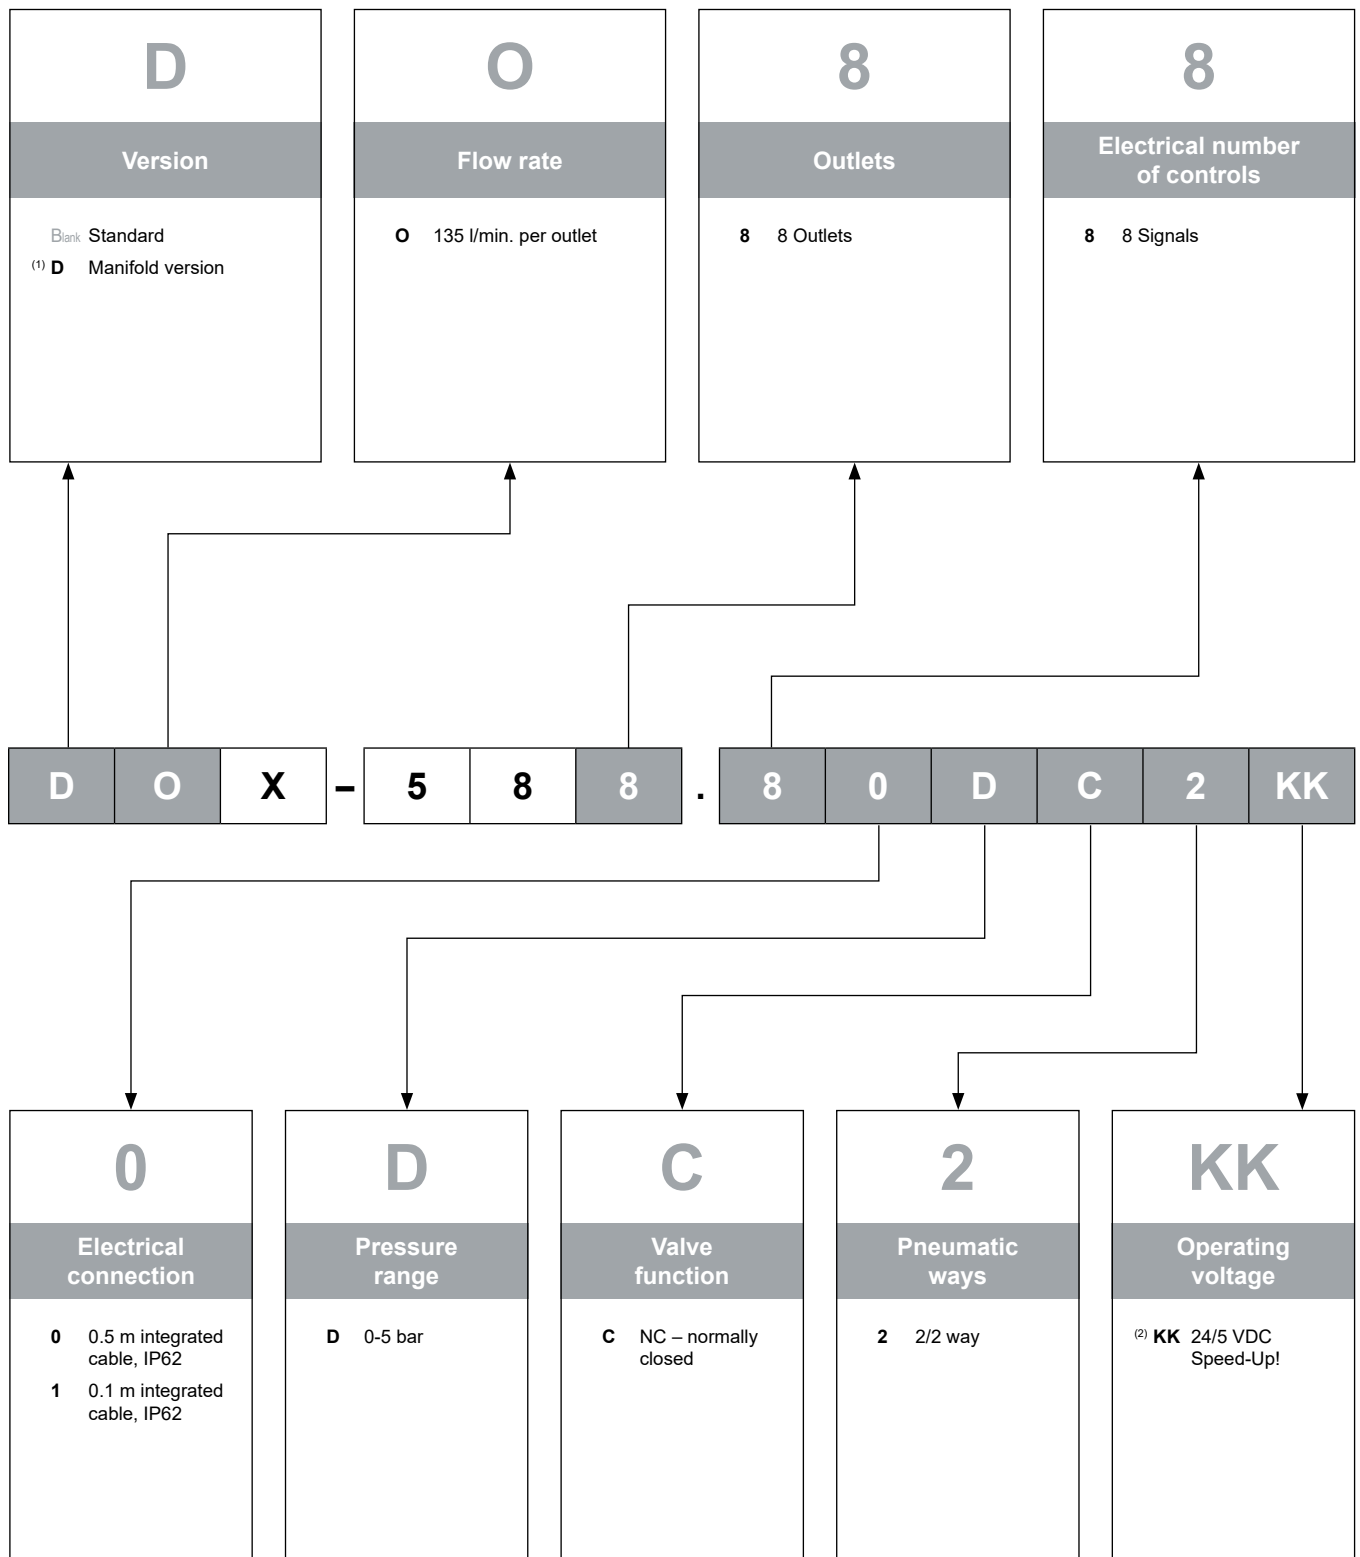 D
Version
Blank Standard
(1) D Manifold version
O
Flow rate
O 135 l/min. per outlet
8
Outlets
8 8 Outlets
8
Electrical number
of controls
8 8 Signals
D O X – 5 8 8 . 8 0 D C 2 KK
0
Electrical
connection
0 0.5 m integrated
cable, IP62
1 0.1 m integrated
cable, IP62
D
Pressure
range
D 0-5 bar
C
Valve
function
C NC – normally
closed
2
Pneumatic
ways
2 2/2 way
KK
Operating
voltage
(2) KK 24/5 VDC
Speed-Up!